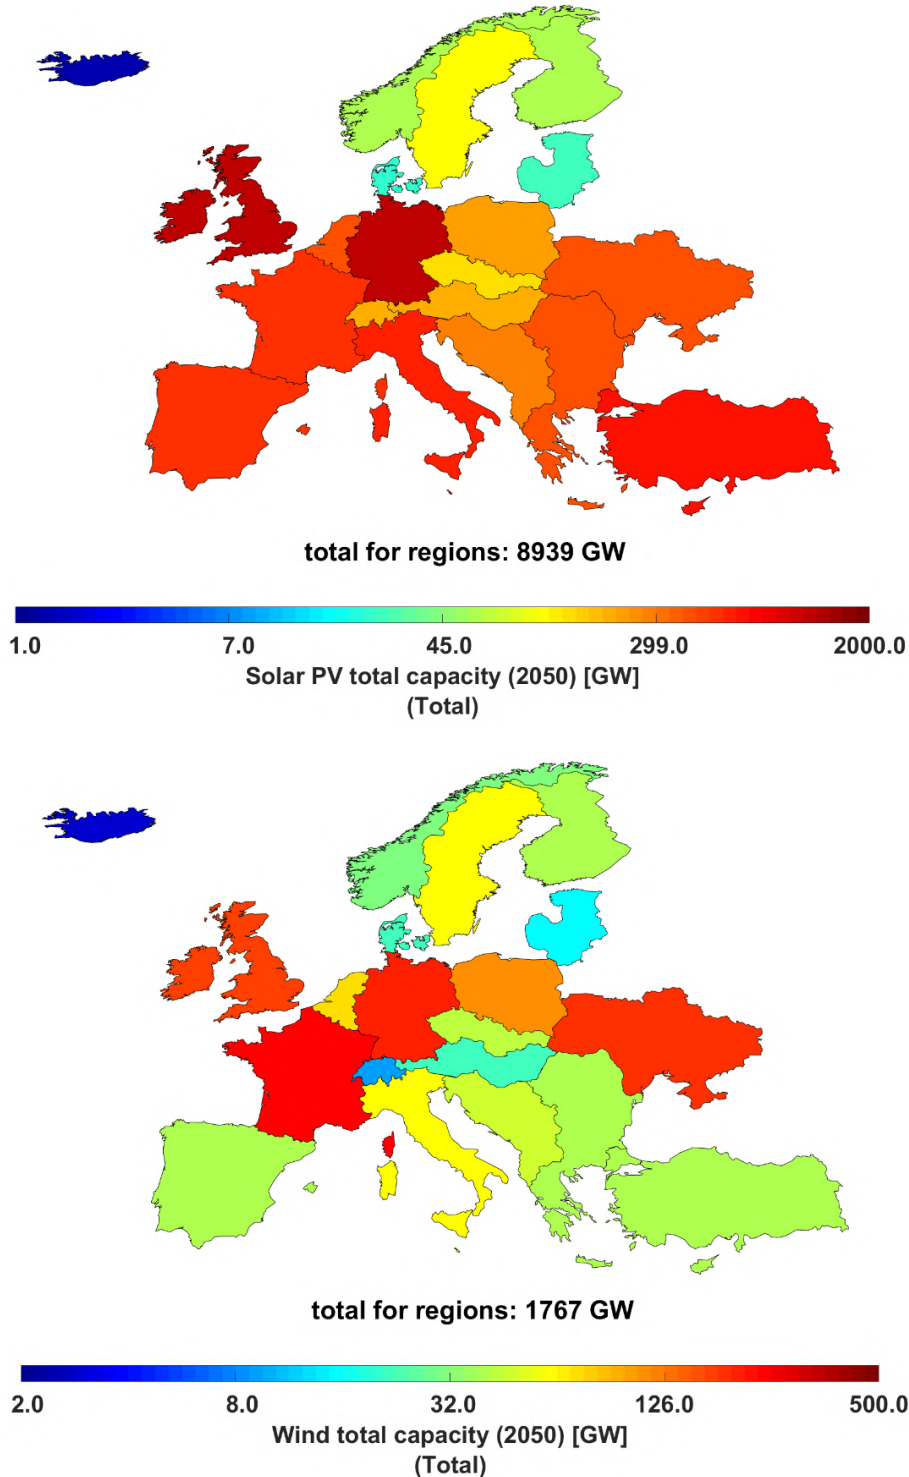 total for regions: 8939 GW
1.0 7.0 45.0 299.0 2000.0
Solar PV total capacity (2050) [GW]
(Total)
total for regions: 1767 GW
2.0 8.0 32.0 126.0 500.0
Wind total capacity (2050) [GW]
(Total)